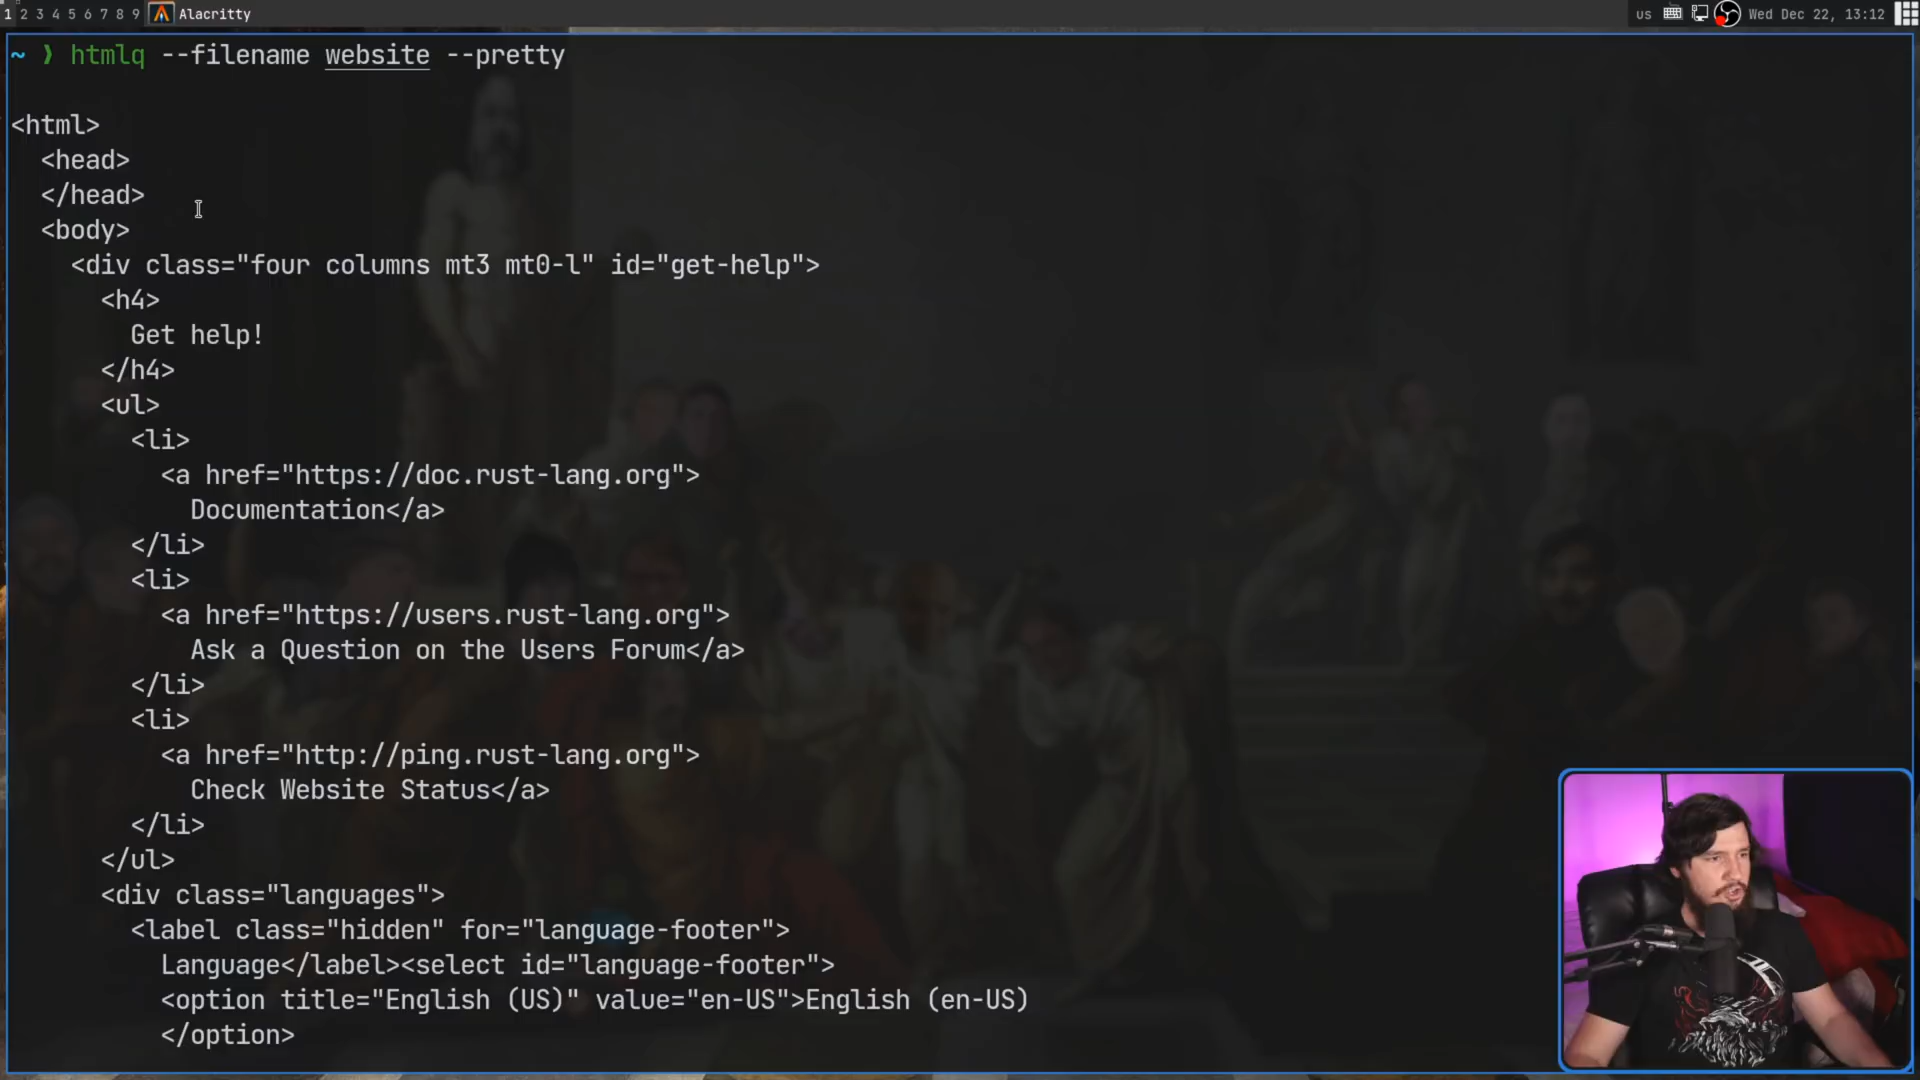 1 2 3 4 5 6 7 8 9 Alacritty us Wed Dec 22, 13:12
~ ❯ htmlq --filename website --pretty
<html>
  <head>
  </head>
  <body>
    <div class="four columns mt3 mt0-l" id="get-help">
      <h4>
        Get help!
      </h4>
      <ul>
        <li>
          <a href="https://doc.rust-lang.org">
            Documentation</a>
        </li>
        <li>
          <a href="https://users.rust-lang.org">
            Ask a Question on the Users Forum</a>
        </li>
        <li>
          <a href="http://ping.rust-lang.org">
            Check Website Status</a>
        </li>
      </ul>
      <div class="languages">
        <label class="hidden" for="language-footer">
          Language</label><select id="language-footer">
          <option title="English (US)" value="en-US">English (en-US)
          </option>